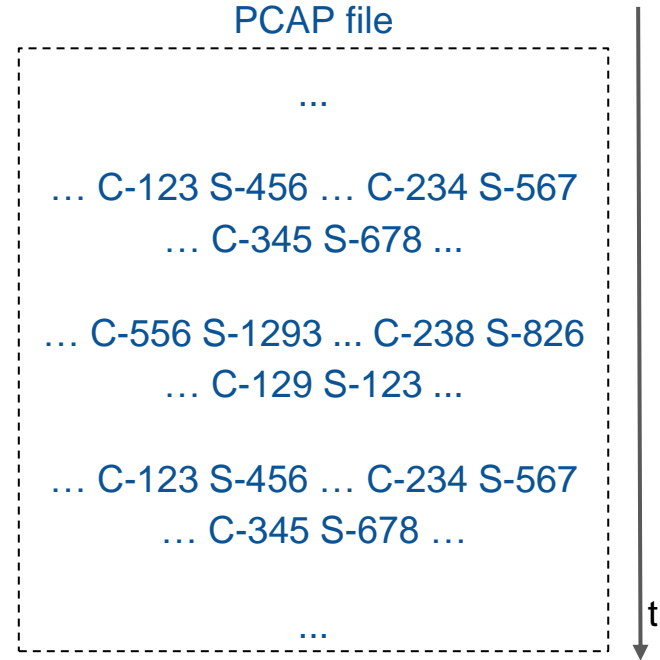 PCAP file
...
… C-123 S-456 … C-234 S-567
… C-345 S-678 ...
… C-556 S-1293 ... C-238 S-826
… C-129 S-123 ...
… C-123 S-456 … C-234 S-567
… C-345 S-678 …
t
...